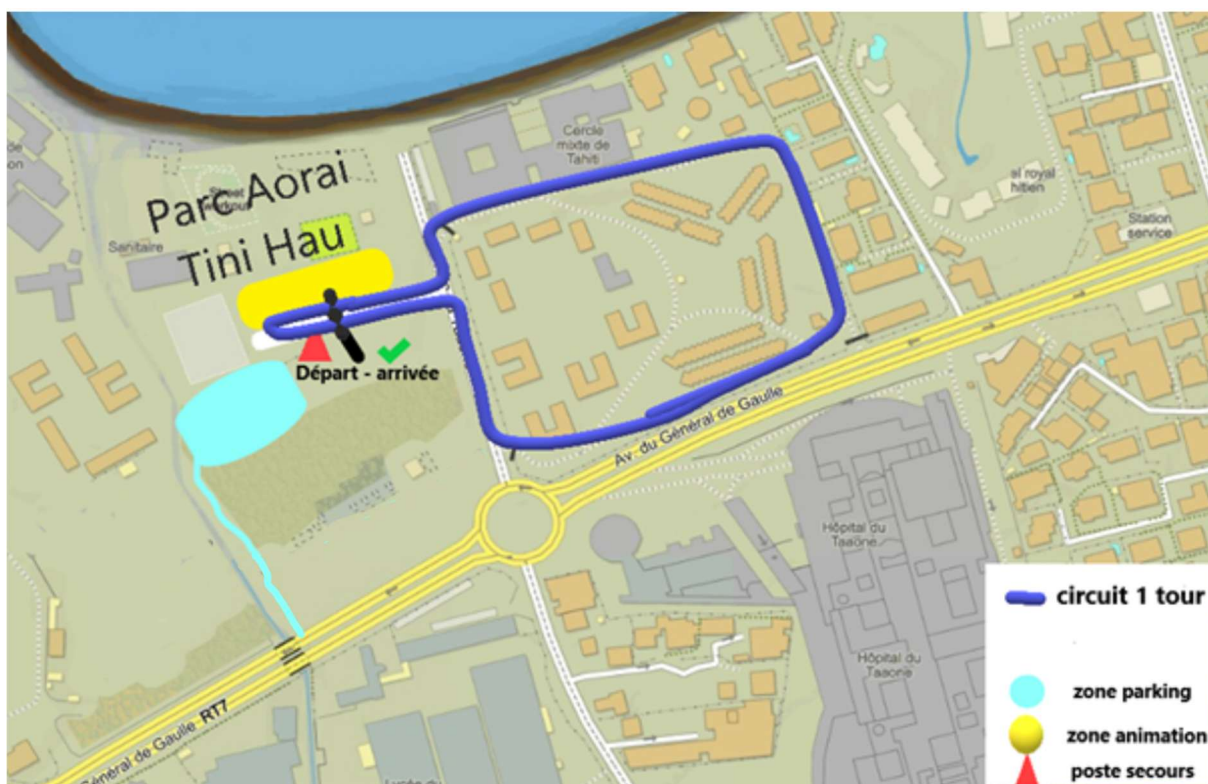 Cercle
mixte de
Tahiti
Parc Aorai
Tini Hau
Street
Sanitaire
Départ - arrivée
Station
service
Av. du Général de Gaulle
Hôpital du
Taaone
Hôpital du
Taaone
Général de Gaulle RT7
circuit 1 tour
zone parking
zone animation
poste secours